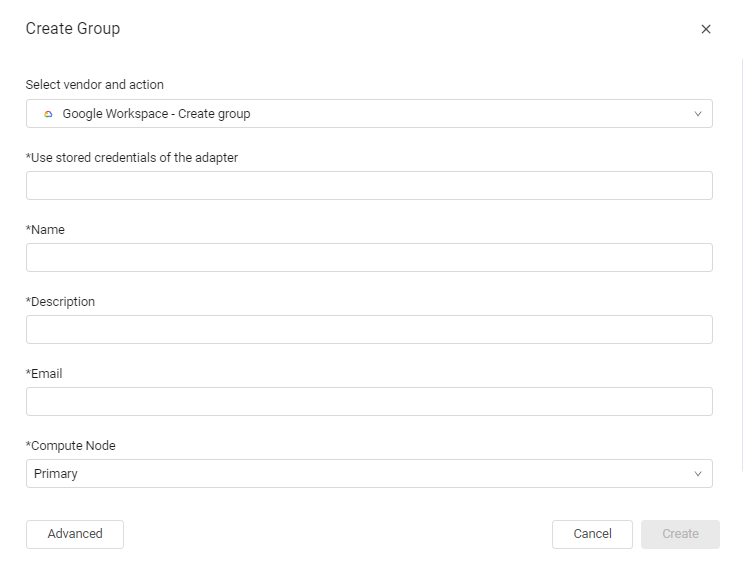 Create Group
Select vendor and action
Google Workspace - Create group
*Use stored credentials of the adapter
*Name
*Description
*Email
*Compute Node
Primary
Advanced
Cancel
Create